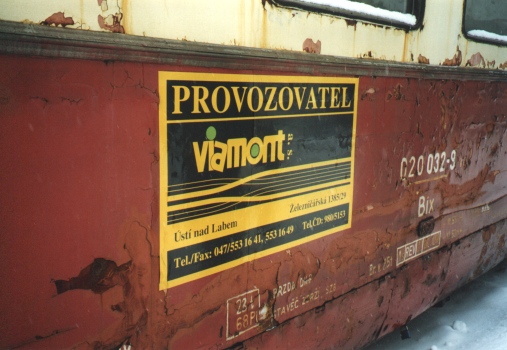 PROVOZOVATEL
viamont a.s.
Železničářská 1385/29
Ústí nad Labem
Tel./Fax: 047/553 16 41, 553 16 49 Tel.ČD: 980/5153
020 032-9
Bix
REV